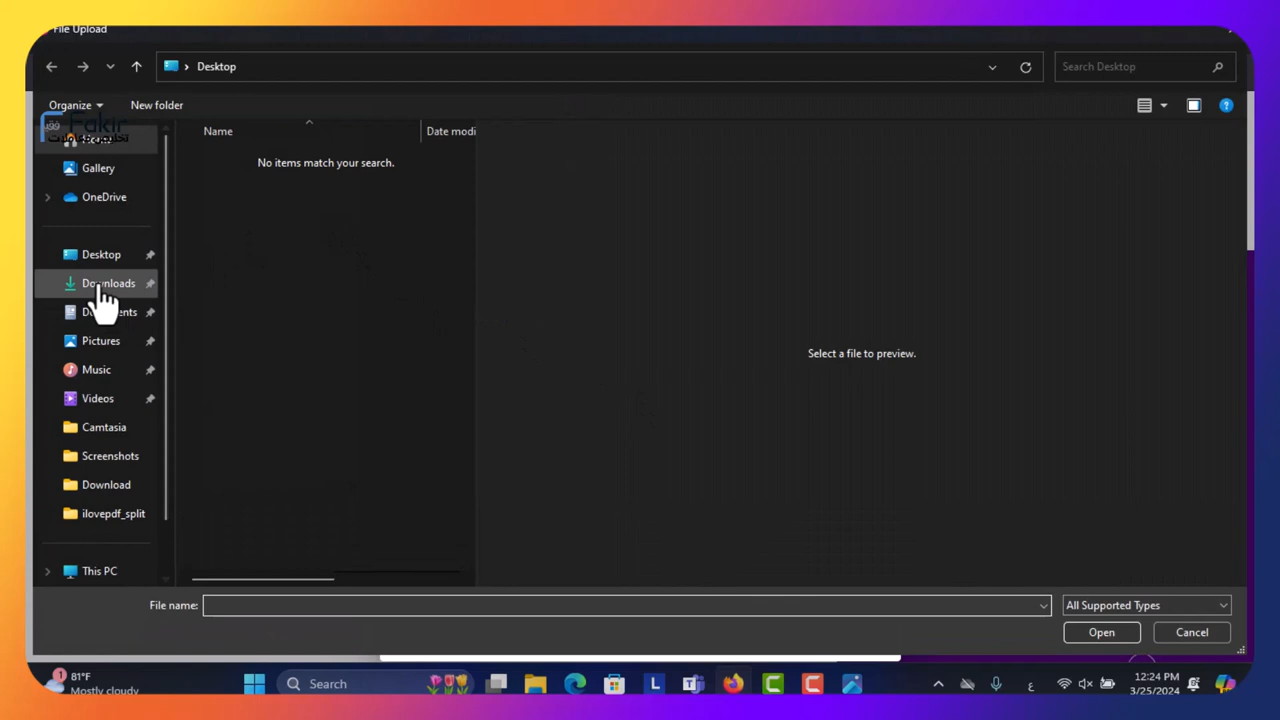 File Upload
Desktop
Search Desktop
Organize
New folder
Fakir
Name
Date modi
No items match your search.
Gallery
OneDrive
Desktop
Downloads
Pictures
Music
Videos
Camtasia
Screenshots
Download
ilovepdf_split
This PC
Select a file to preview.
File name:
All Supported Types
Open
Cancel
1
81°F
Mostly cloudy
Search
ع
12:24 PM
3/25/2024